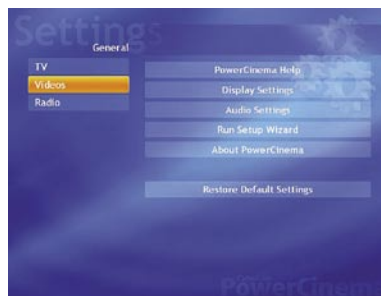 Settings
General
TV
Videos
Radio
PowerCinema Help
Display Settings
Audio Settings
Run Setup Wizard
About PowerCinema
Restore Default Settings
PowerCinema